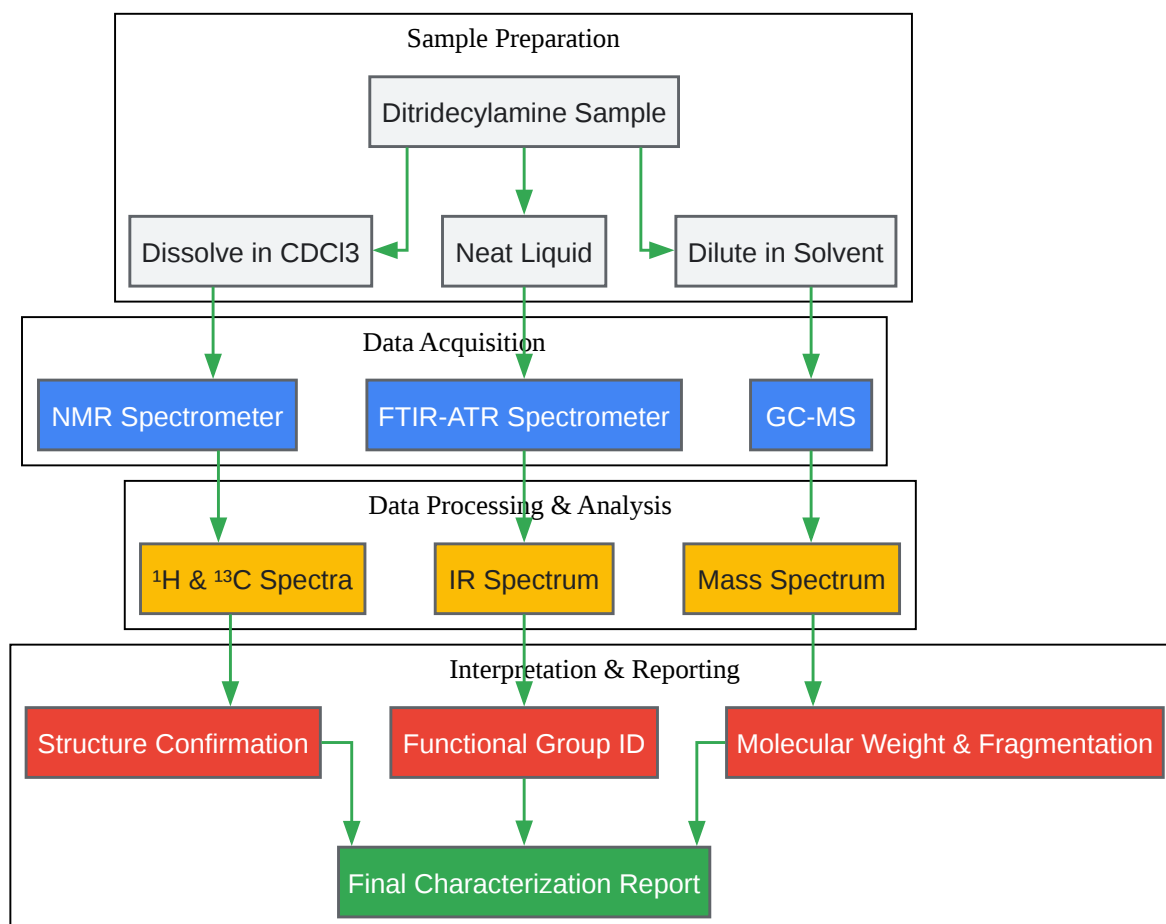 Sample Preparation
Ditridecylamine Sample
Dissolve in CDCl3
Neat Liquid
Dilute in Solvent
Data Acquisition
NMR Spectrometer
FTIR-ATR Spectrometer
GC-MS
Data Processing & Analysis
¹H & ¹³C Spectra
IR Spectrum
Mass Spectrum
Interpretation & Reporting
Structure Confirmation
Functional Group ID
Molecular Weight & Fragmentation
Final Characterization Report